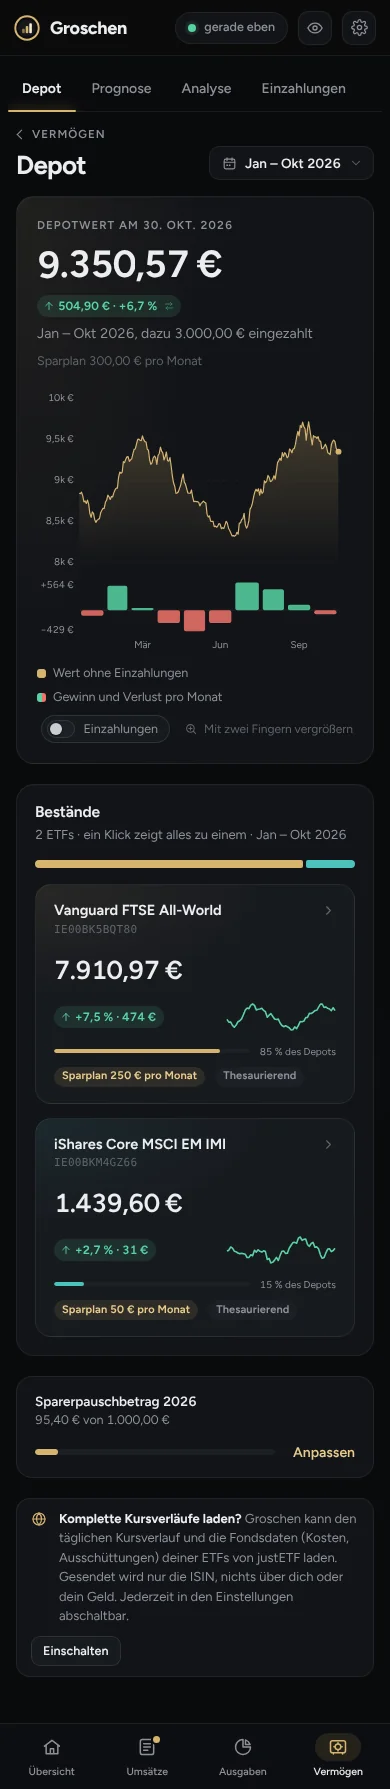 Groschen
gerade eben
Depot
Prognose
Analyse
Einzahlungen
VERMÖGEN
Depot
Jan – Okt 2026
DEPOTWERT AM 30. OKT. 2026
9.350,57 €
↑ 504,90 € · +6,7 %
Jan – Okt 2026, dazu 3.000,00 € eingezahlt
Sparplan 300,00 € pro Monat
10k €
9,5k €
9k €
8,5k €
8k €
+564 €
−429 €
Mär
Jun
Sep
Wert ohne Einzahlungen
Gewinn und Verlust pro Monat
Einzahlungen
Mit zwei Fingern vergrößern
Bestände
2 ETFs · ein Klick zeigt alles zu einem · Jan – Okt 2026
Vanguard FTSE All-World
IE00BK5BQT80
7.910,97 €
↑ +7,5 % · 474 €
85 % des Depots
Sparplan 250 € pro Monat
Thesaurierend
iShares Core MSCI EM IMI
IE00BKM4GZ66
1.439,60 €
↑ +2,7 % · 31 €
15 % des Depots
Sparplan 50 € pro Monat
Thesaurierend
Sparerpauschbetrag 2026
95,40 € von 1.000,00 €
Anpassen
Komplette Kursverläufe laden? Groschen kann den
täglichen Kursverlauf und die Fondsdaten (Kosten,
Ausschüttungen) deiner ETFs von justETF laden.
Gesendet wird nur die ISIN, nichts über dich oder
dein Geld. Jederzeit in den Einstellungen
abschaltbar.
Einschalten
Übersicht
Umsätze
Ausgaben
Vermögen